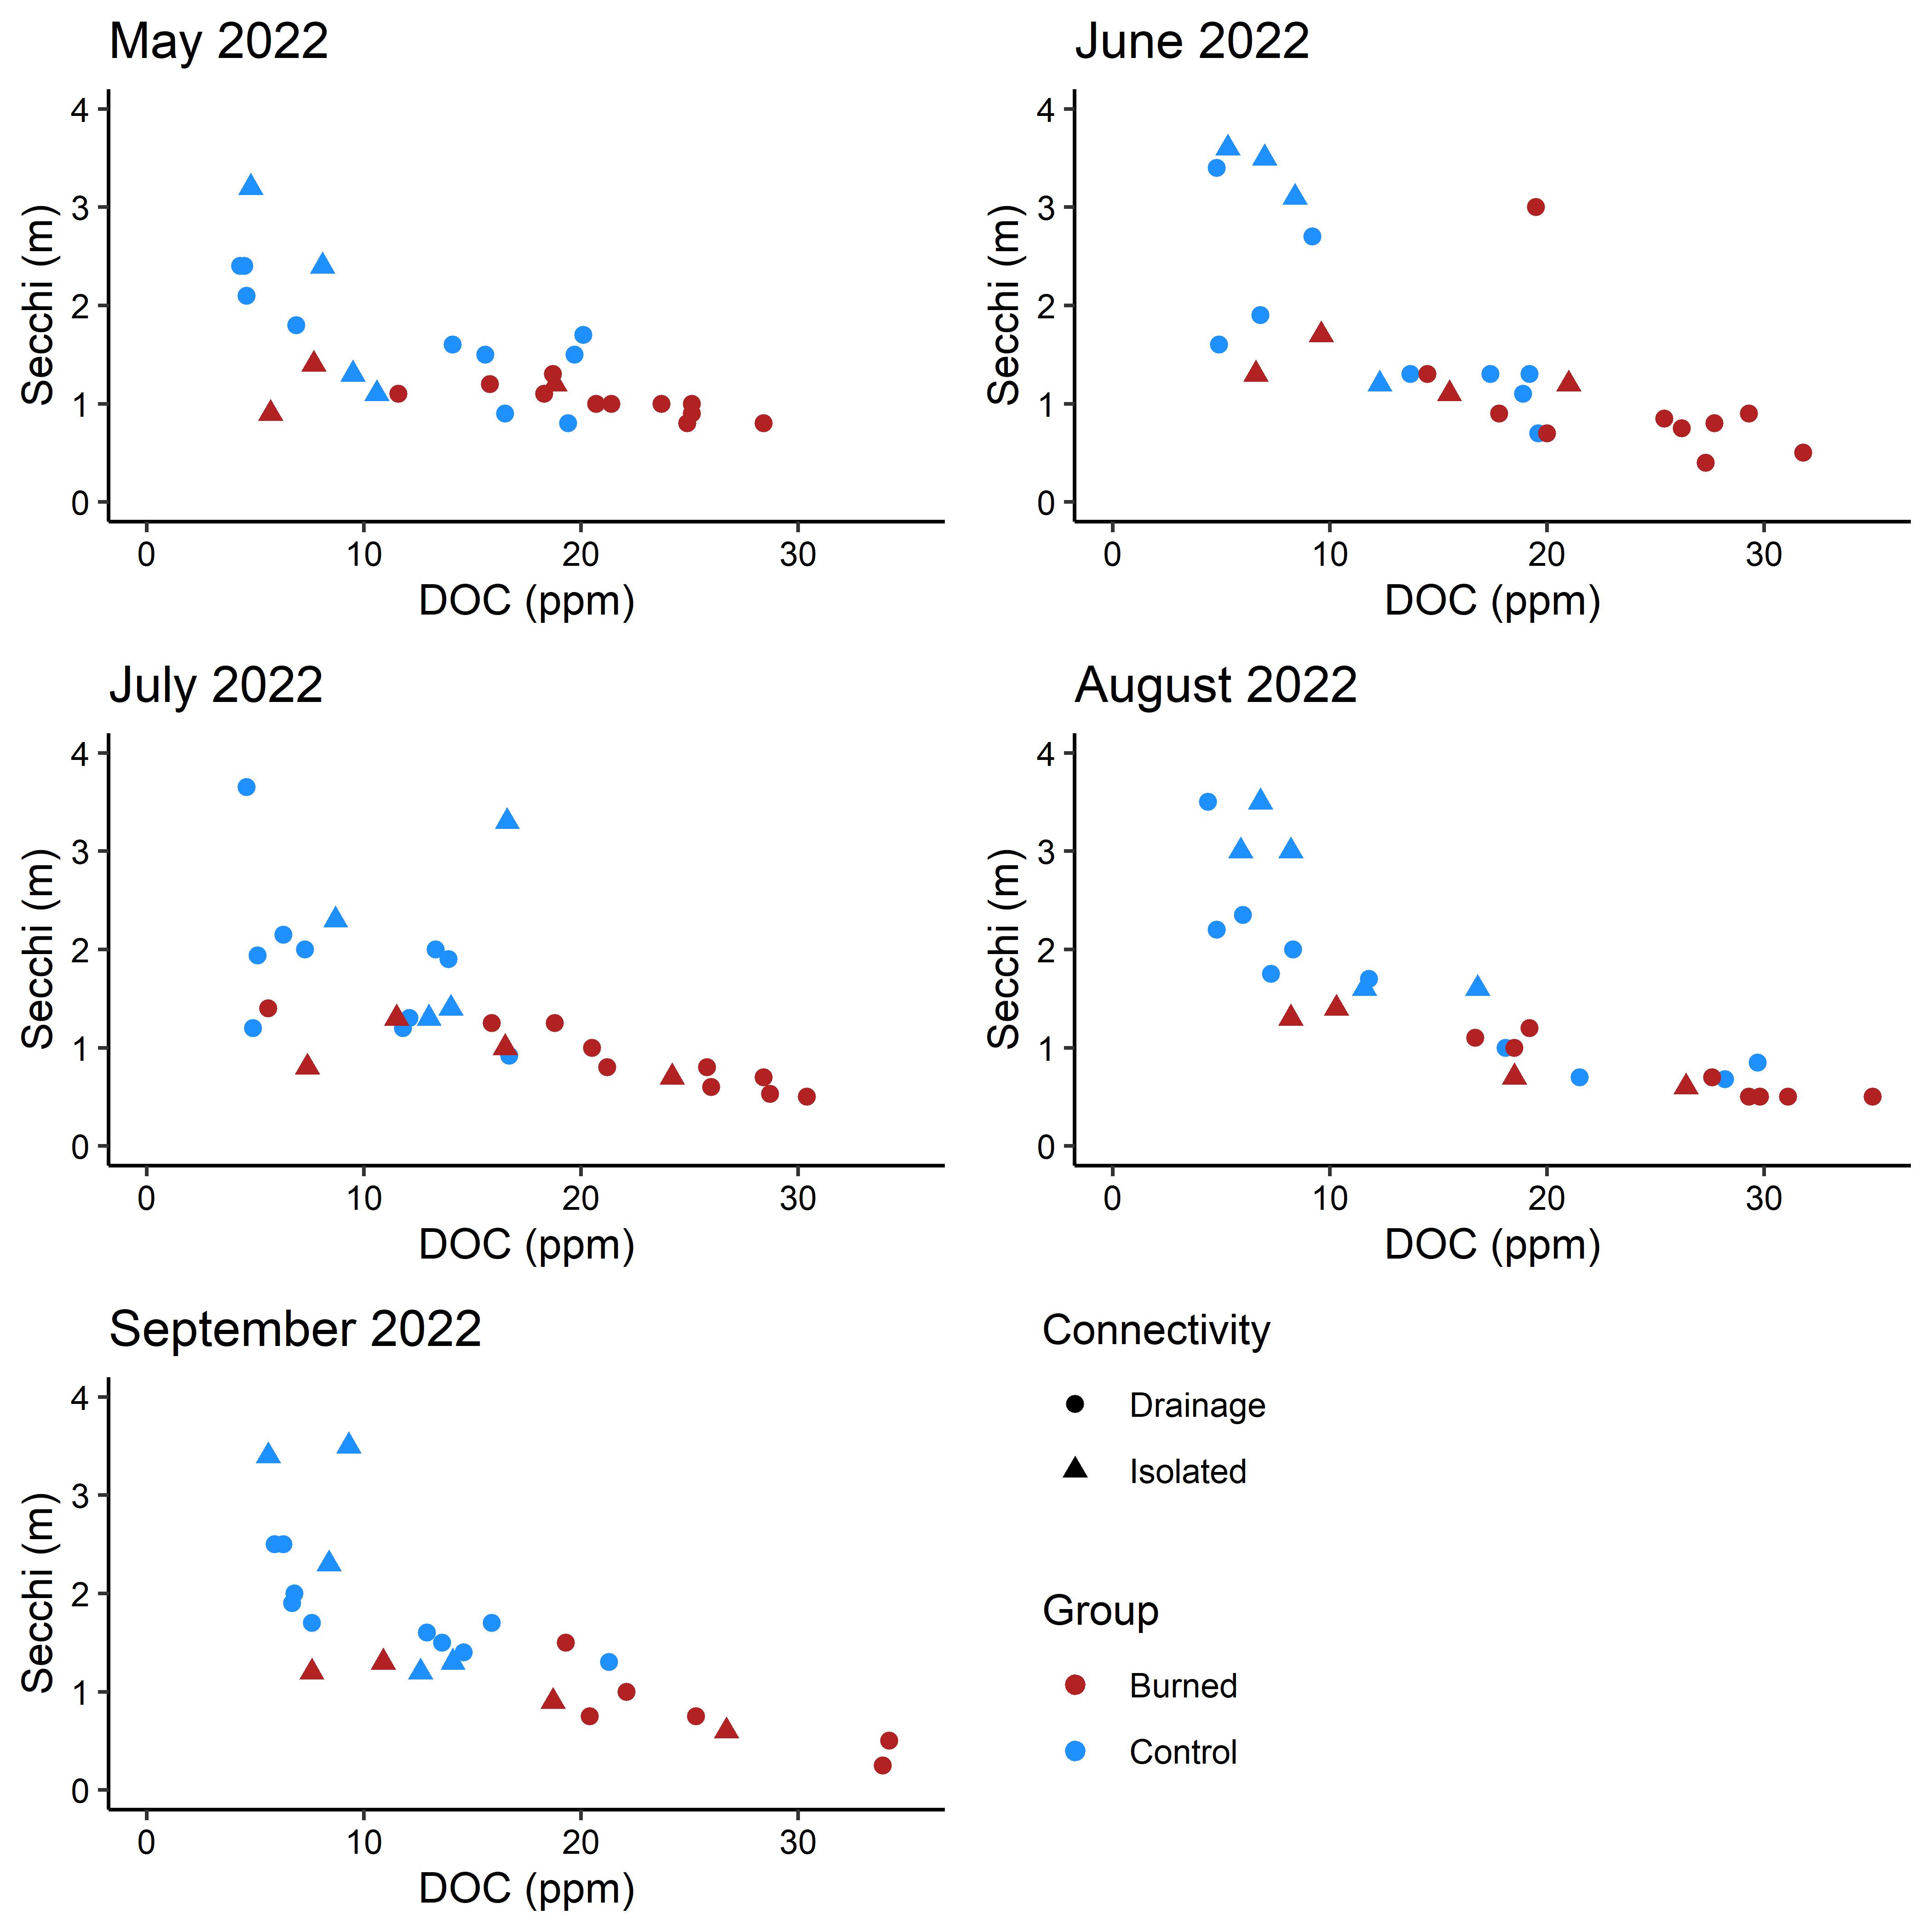 May 2022
June 2022
4
3
2
1
0
Secchi (m)
0 10 20 30
DOC (ppm)
4
3
2
1
0
Secchi (m)
0 10 20 30
DOC (ppm)
July 2022
August 2022
4
3
2
1
0
Secchi (m)
0 10 20 30
DOC (ppm)
4
3
2
1
0
Secchi (m)
0 10 20 30
DOC (ppm)
September 2022
4
3
2
1
0
Secchi (m)
0 10 20 30
DOC (ppm)
Connectivity
Drainage
Isolated
Group
Burned
Control